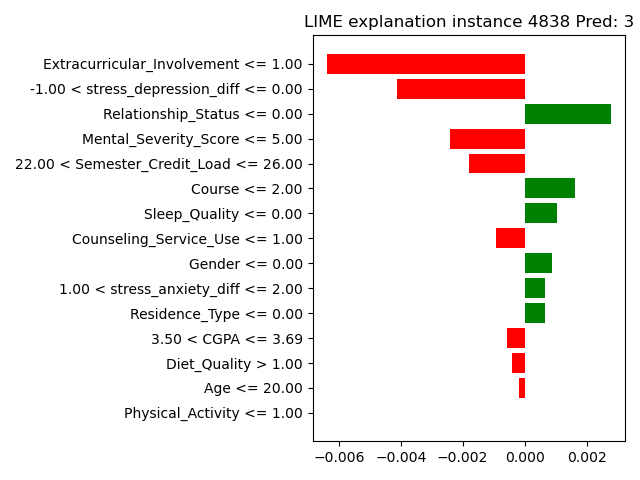 LIME explanation instance 4838 Pred: 3
Extracurricular_Involvement <= 1.00
-1.00 < stress_depression_diff <= 0.00
Relationship_Status <= 0.00
Mental_Severity_Score <= 5.00
22.00 < Semester_Credit_Load <= 26.00
Course <= 2.00
Sleep_Quality <= 0.00
Counseling_Service_Use <= 1.00
Gender <= 0.00
1.00 < stress_anxiety_diff <= 2.00
Residence_Type <= 0.00
3.50 < CGPA <= 3.69
Diet_Quality > 1.00
Age <= 20.00
Physical_Activity <= 1.00
−0.006 −0.004 −0.002 0.000 0.002